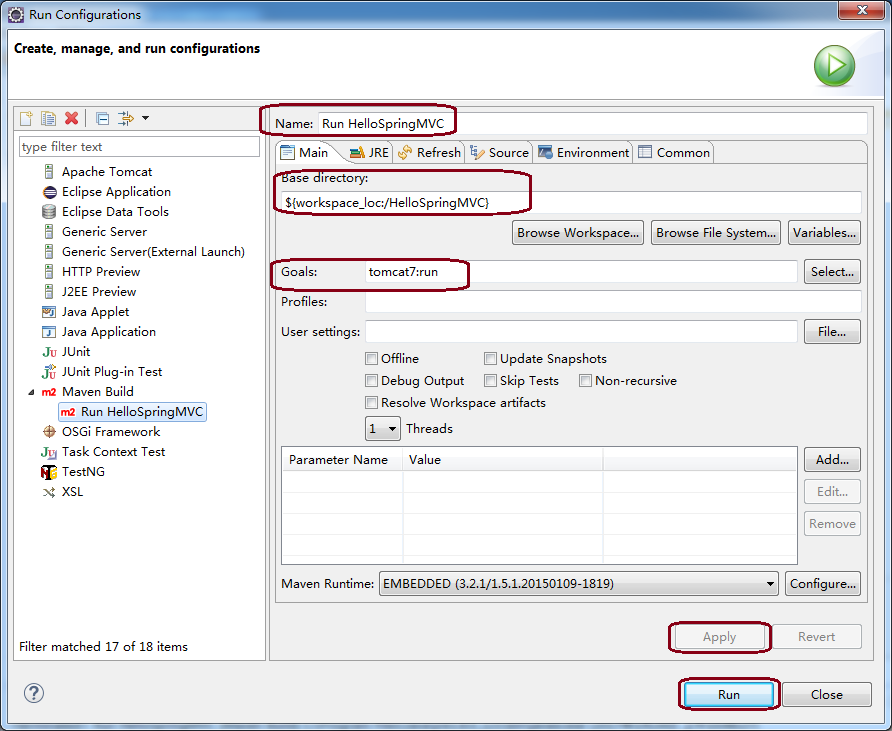 Run Configurations
Create, manage, and run configurations
type filter text
Apache Tomcat
Eclipse Application
Eclipse Data Tools
Generic Server
Generic Server(External Launch)
HTTP Preview
J2EE Preview
Java Applet
Java Application
JUnit
JUnit Plug-in Test
Maven Build
Run HelloSpringMVC
OSGi Framework
Task Context Test
TestNG
XSL
Filter matched 17 of 18 items
Name: Run HelloSpringMVC
Main JRE Refresh Source Environment Common
Base directory:
${workspace_loc:/HelloSpringMVC}
Browse Workspace... Browse File System... Variables...
Goals: tomcat7:run Select...
Profiles:
User settings: File...
Offline Update Snapshots
Debug Output Skip Tests Non-recursive
Resolve Workspace artifacts
1 Threads
Parameter Name Value Add...
Edit...
Remove
Maven Runtime: EMBEDDED (3.2.1/1.5.1.20150109-1819) Configure...
Apply Revert
Run Close